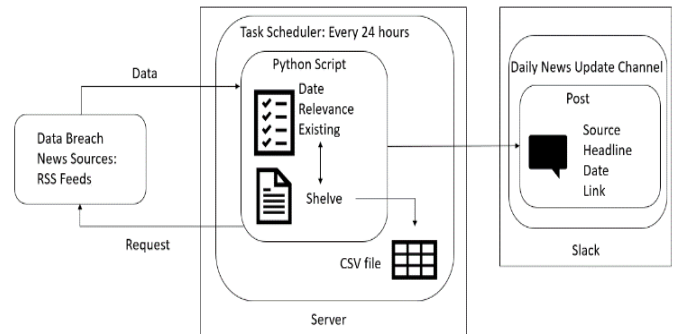 Data
Data Breach
News Sources:
RSS Feeds
Request
Task Scheduler: Every 24 hours
Python Script
Date
Relevance
Existing
Shelve
CSV file
Server
Daily News Update Channel
Post
Source
Headline
Date
Link
Slack